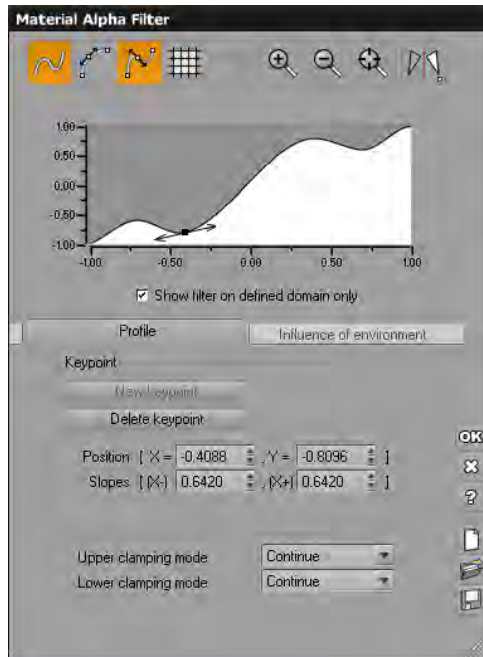 Material Alpha Filter
1.00
0.50
0.00
-0.50
-1.00
-1.00 -0.50 0.00 0.50 1.00
Show filter on defined domain only
Profile Influence of environment
Keypoint
New keypoint
Delete keypoint
Position [ X = -0.4088 , Y = -0.8096 ]
Slopes [ (X-) 0.6420 , (X+) 0.6420 ]
OK
?
Upper clamping mode Continue
Lower clamping mode Continue